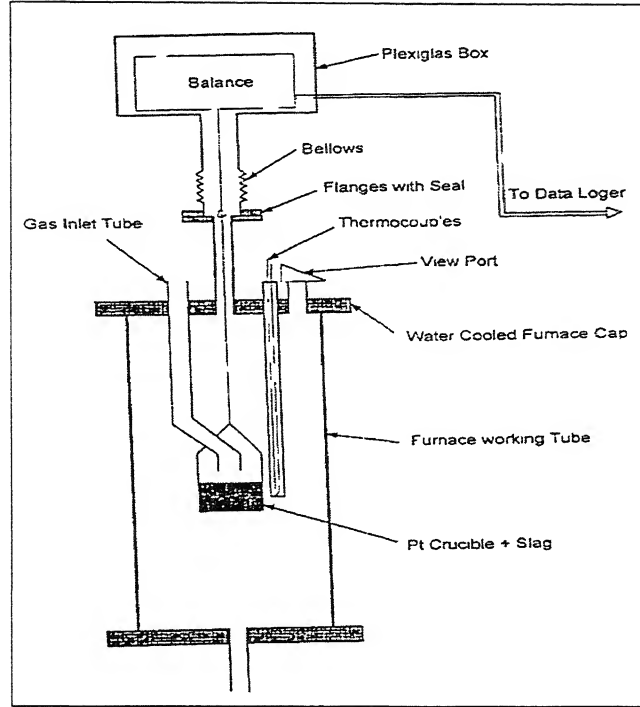 Plexiglas Box
Balance
Bellows
Flanges with Seal
To Data Loger
Gas Inlet Tube
Thermocouples
View Port
Water Cooled Furnace Cap
Furnace working Tube
Pt Crucible + Slag